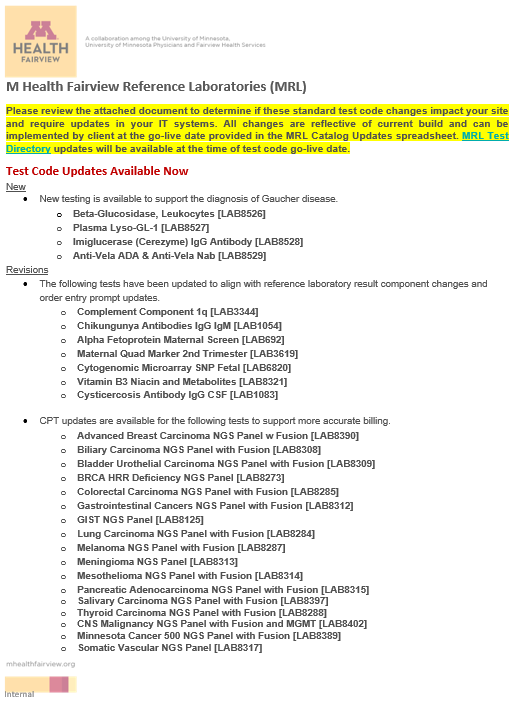 M
HEALTH
FAIRVIEW
A collaboration among the University of Minnesota,
University of Minnesota Physicians and Fairview Health Services
M Health Fairview Reference Laboratories (MRL)
Please review the attached document to determine if these standard test code changes impact your site
and require updates in your IT systems. All changes are reflective of current build and can be
implemented by client at the go-live date provided in the MRL Catalog Updates spreadsheet. MRL Test
Directory updates will be available at the time of test code go-live date.
Test Code Updates Available Now
New
• New testing is available to support the diagnosis of Gaucher disease.
o Beta-Glucosidase, Leukocytes [LAB8526]
o Plasma Lyso-GL-1 [LAB8527]
o Imiglucerase (Cerezyme) IgG Antibody [LAB8528]
o Anti-Vela ADA & Anti-Vela Nab [LAB8529]
Revisions
• The following tests have been updated to align with reference laboratory result component changes and
order entry prompt updates.
o Complement Component 1q [LAB3344]
o Chikungunya Antibodies IgG IgM [LAB1054]
o Alpha Fetoprotein Maternal Screen [LAB692]
o Maternal Quad Marker 2nd Trimester [LAB3619]
o Cytogenomic Microarray SNP Fetal [LAB6820]
o Vitamin B3 Niacin and Metabolites [LAB8321]
o Cysticercosis Antibody IgG CSF [LAB1083]
• CPT updates are available for the following tests to support more accurate billing.
o Advanced Breast Carcinoma NGS Panel w Fusion [LAB8390]
o Biliary Carcinoma NGS Panel with Fusion [LAB8308]
o Bladder Urothelial Carcinoma NGS Panel with Fusion [LAB8309]
o BRCA HRR Deficiency NGS Panel [LAB8273]
o Colorectal Carcinoma NGS Panel with Fusion [LAB8285]
o Gastrointestinal Cancers NGS Panel with Fusion [LAB8312]
o GIST NGS Panel [LAB8125]
o Lung Carcinoma NGS Panel with Fusion [LAB8284]
o Melanoma NGS Panel with Fusion [LAB8287]
o Meningioma NGS Panel [LAB8313]
o Mesothelioma NGS Panel with Fusion [LAB8314]
o Pancreatic Adenocarcinoma NGS Panel with Fusion [LAB8315]
o Salivary Carcinoma NGS Panel with Fusion [LAB8397]
o Thyroid Carcinoma NGS Panel with Fusion [LAB8288]
o CNS Malignancy NGS Panel with Fusion and MGMT [LAB8402]
o Minnesota Cancer 500 NGS Panel with Fusion [LAB8389]
o Somatic Vascular NGS Panel [LAB8317]
mhealthfairview.org
Internal